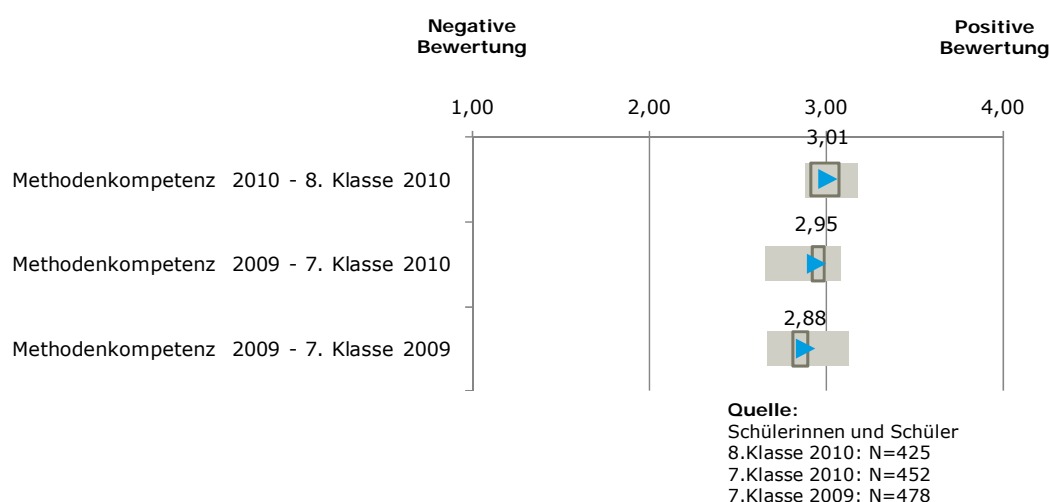 Negative
Bewertung
Positive
Bewertung
1,00 2,00 3,00 4,00
3,01
Methodenkompetenz 2010 - 8. Klasse 2010
2,95
Methodenkompetenz 2009 - 7. Klasse 2010
2,88
Methodenkompetenz 2009 - 7. Klasse 2009
Quelle:
Schülerinnen und Schüler
8.Klasse 2010: N=425
7.Klasse 2010: N=452
7.Klasse 2009: N=478